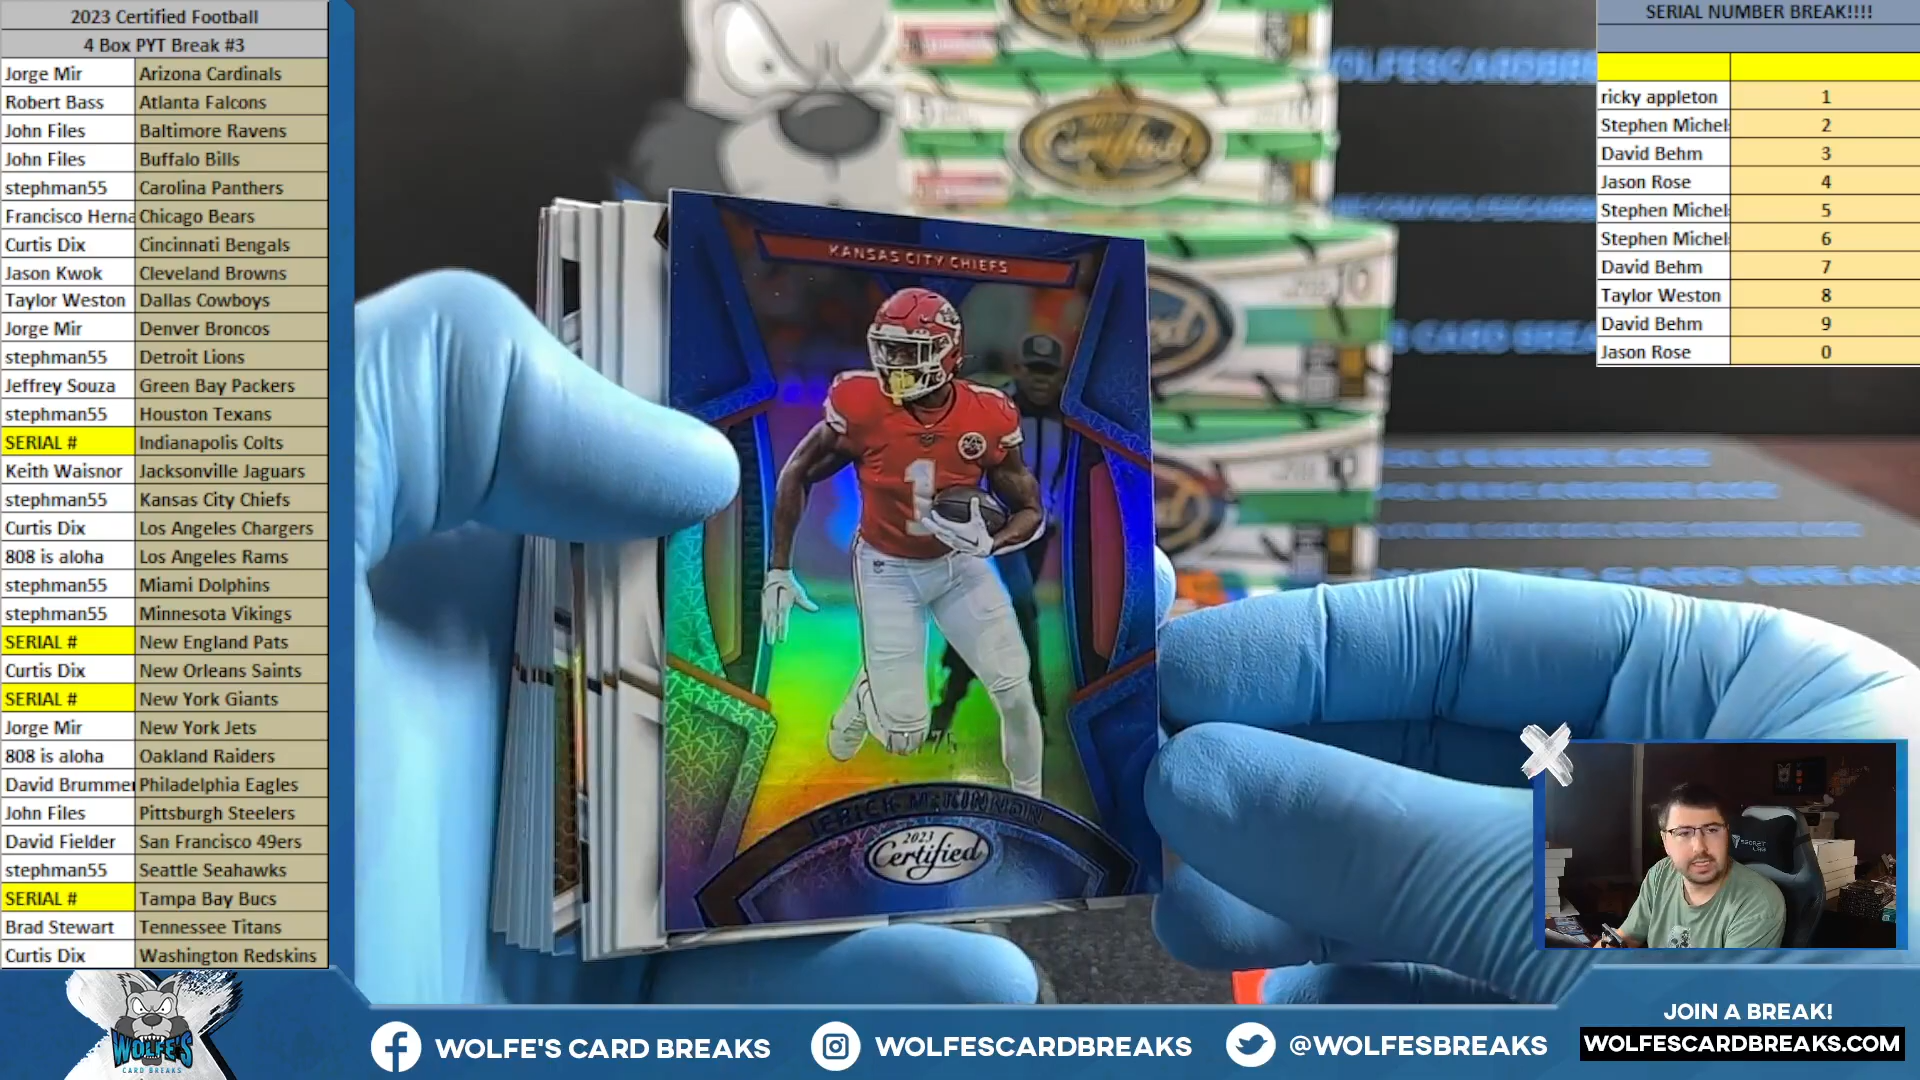 2023 Certified Football
4 Box PYT Break #3
Jorge Mir Arizona Cardinals
Robert Bass Atlanta Falcons
John Files Baltimore Ravens
John Files Buffalo Bills
stephman55 Carolina Panthers
Francisco Herna Chicago Bears
Curtis Dix Cincinnati Bengals
Jason Kwok Cleveland Browns
Taylor Weston Dallas Cowboys
Jorge Mir Denver Broncos
stephman55 Detroit Lions
Jeffrey Souza Green Bay Packers
stephman55 Houston Texans
SERIAL # Indianapolis Colts
Keith Waisnor Jacksonville Jaguars
stephman55 Kansas City Chiefs
Curtis Dix Los Angeles Chargers
808 is aloha Los Angeles Rams
stephman55 Miami Dolphins
stephman55 Minnesota Vikings
SERIAL # New England Pats
Curtis Dix New Orleans Saints
SERIAL # New York Giants
Jorge Mir New York Jets
808 is aloha Oakland Raiders
David Brummer Philadelphia Eagles
John Files Pittsburgh Steelers
David Fielder San Francisco 49ers
stephman55 Seattle Seahawks
SERIAL # Tampa Bay Bucs
Brad Stewart Tennessee Titans
Curtis Dix Washington Redskins
SERIAL NUMBER BREAK!!!!
ricky appleton 1
Stephen Michel 2
David Behm 3
Jason Rose 4
Stephen Michel 5
Stephen Michel 6
David Behm 7
Taylor Weston 8
David Behm 9
Jason Rose 0
KANSAS CITY CHIEFS
1
JERICK McKINNON
2023
Certified
WOLFE'S
CARD BREAKS
WOLFE'S CARD BREAKS
WOLFESCARDBREAKS
@WOLFESBREAKS
JOIN A BREAK!
WOLFESCARDBREAKS.COM